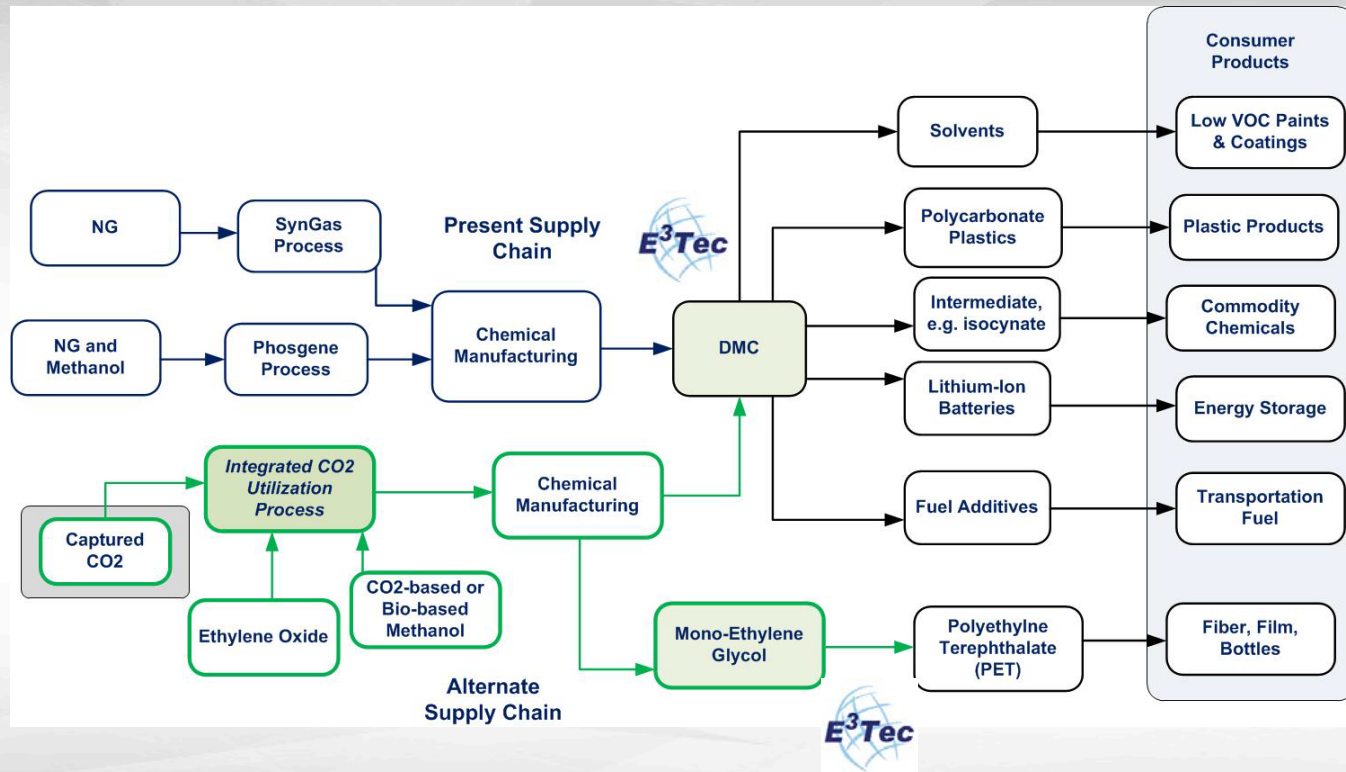 Consumer
Products
Solvents
Low VOC Paints
& Coatings
NG
SynGas
Process
Present Supply
Chain
E³Tec
Polycarbonate
Plastics
Plastic Products
NG and
Methanol
Phosgene
Process
Chemical
Manufacturing
DMC
Intermediate,
e.g. isocynate
Commodity
Chemicals
Lithium-Ion
Batteries
Energy Storage
Integrated CO2
Utilization
Process
Chemical
Manufacturing
Fuel Additives
Transportation
Fuel
Captured
CO2
Ethylene Oxide
CO2-based or
Bio-based
Methanol
Mono-Ethylene
Glycol
Polyethylne
Terephthalate
(PET)
Fiber, Film,
Bottles
Alternate
Supply Chain
E³Tec